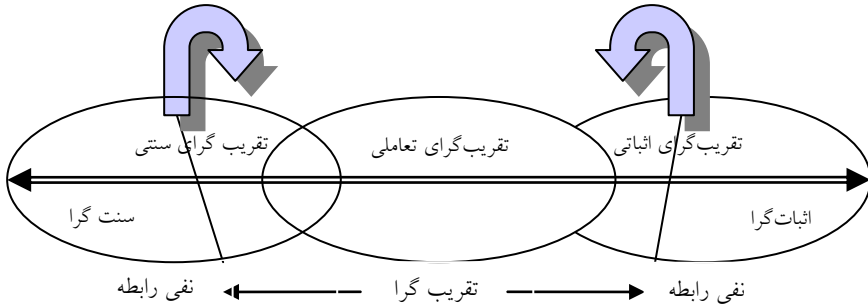 تقریب‌گرای اثباتی
تقریب‌گرای تعاملی
تقریب گرای سنتی
اثبات‌گرا
سنت گرا
نفی رابطه
تقریب گرا
نفی رابطه